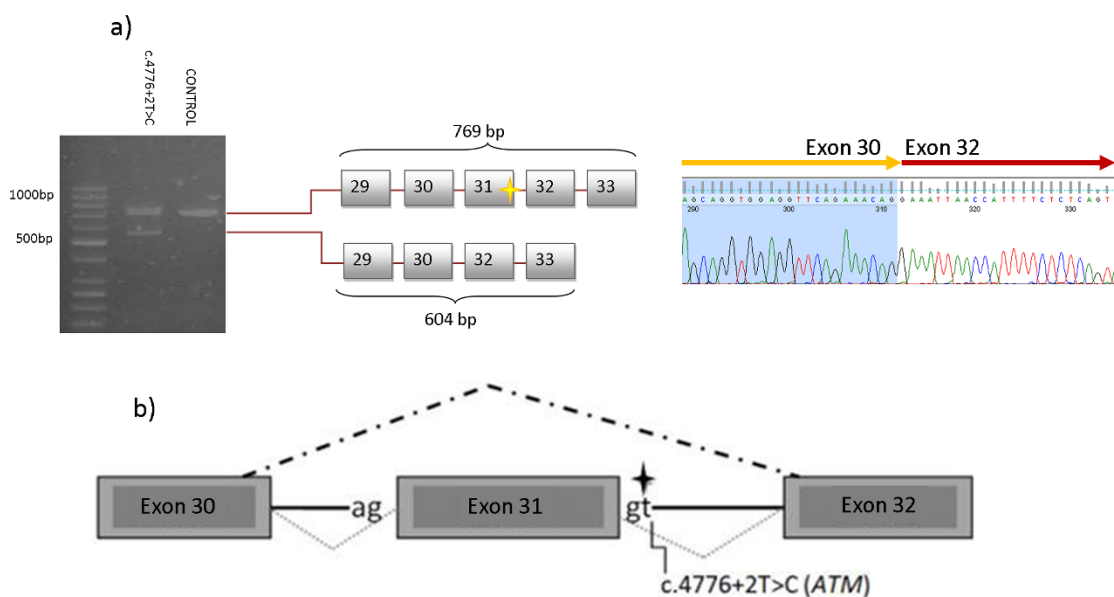 a)
c.4776+2T>C
CONTROL
1000bp
500bp
769 bp
29 30 31 32 33
29 30 32 33
604 bp
Exon 30 Exon 32
AGCAGGTGGAGGTTCAGAAACAGGAAATTAACCATTTTCTCTCAGT
290 300 310 320 330
b)
Exon 30 ag Exon 31 gt Exon 32
c.4776+2T>C (ATM)